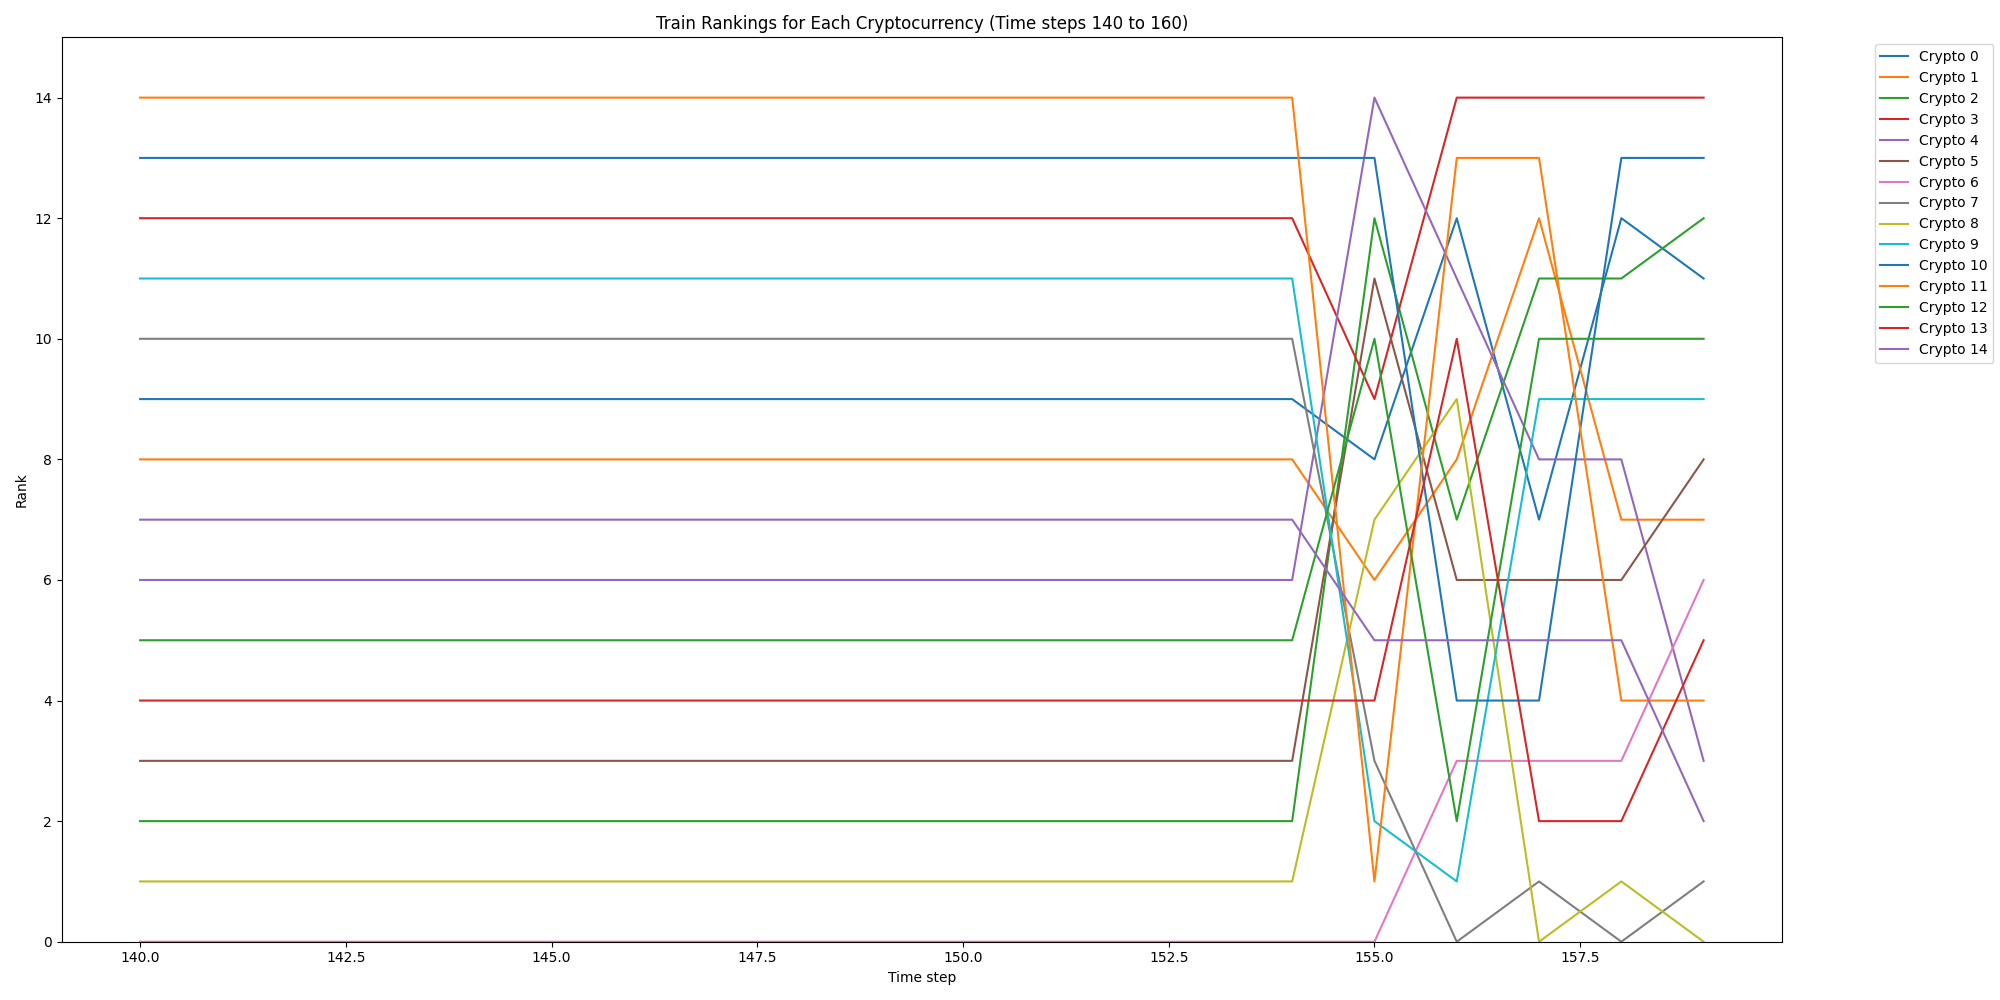 Train Rankings for Each Cryptocurrency (Time steps 140 to 160)
Rank
14
12
10
8
6
4
2
0
140.0 142.5 145.0 147.5 150.0 152.5 155.0 157.5
Time step
Crypto 0
Crypto 1
Crypto 2
Crypto 3
Crypto 4
Crypto 5
Crypto 6
Crypto 7
Crypto 8
Crypto 9
Crypto 10
Crypto 11
Crypto 12
Crypto 13
Crypto 14